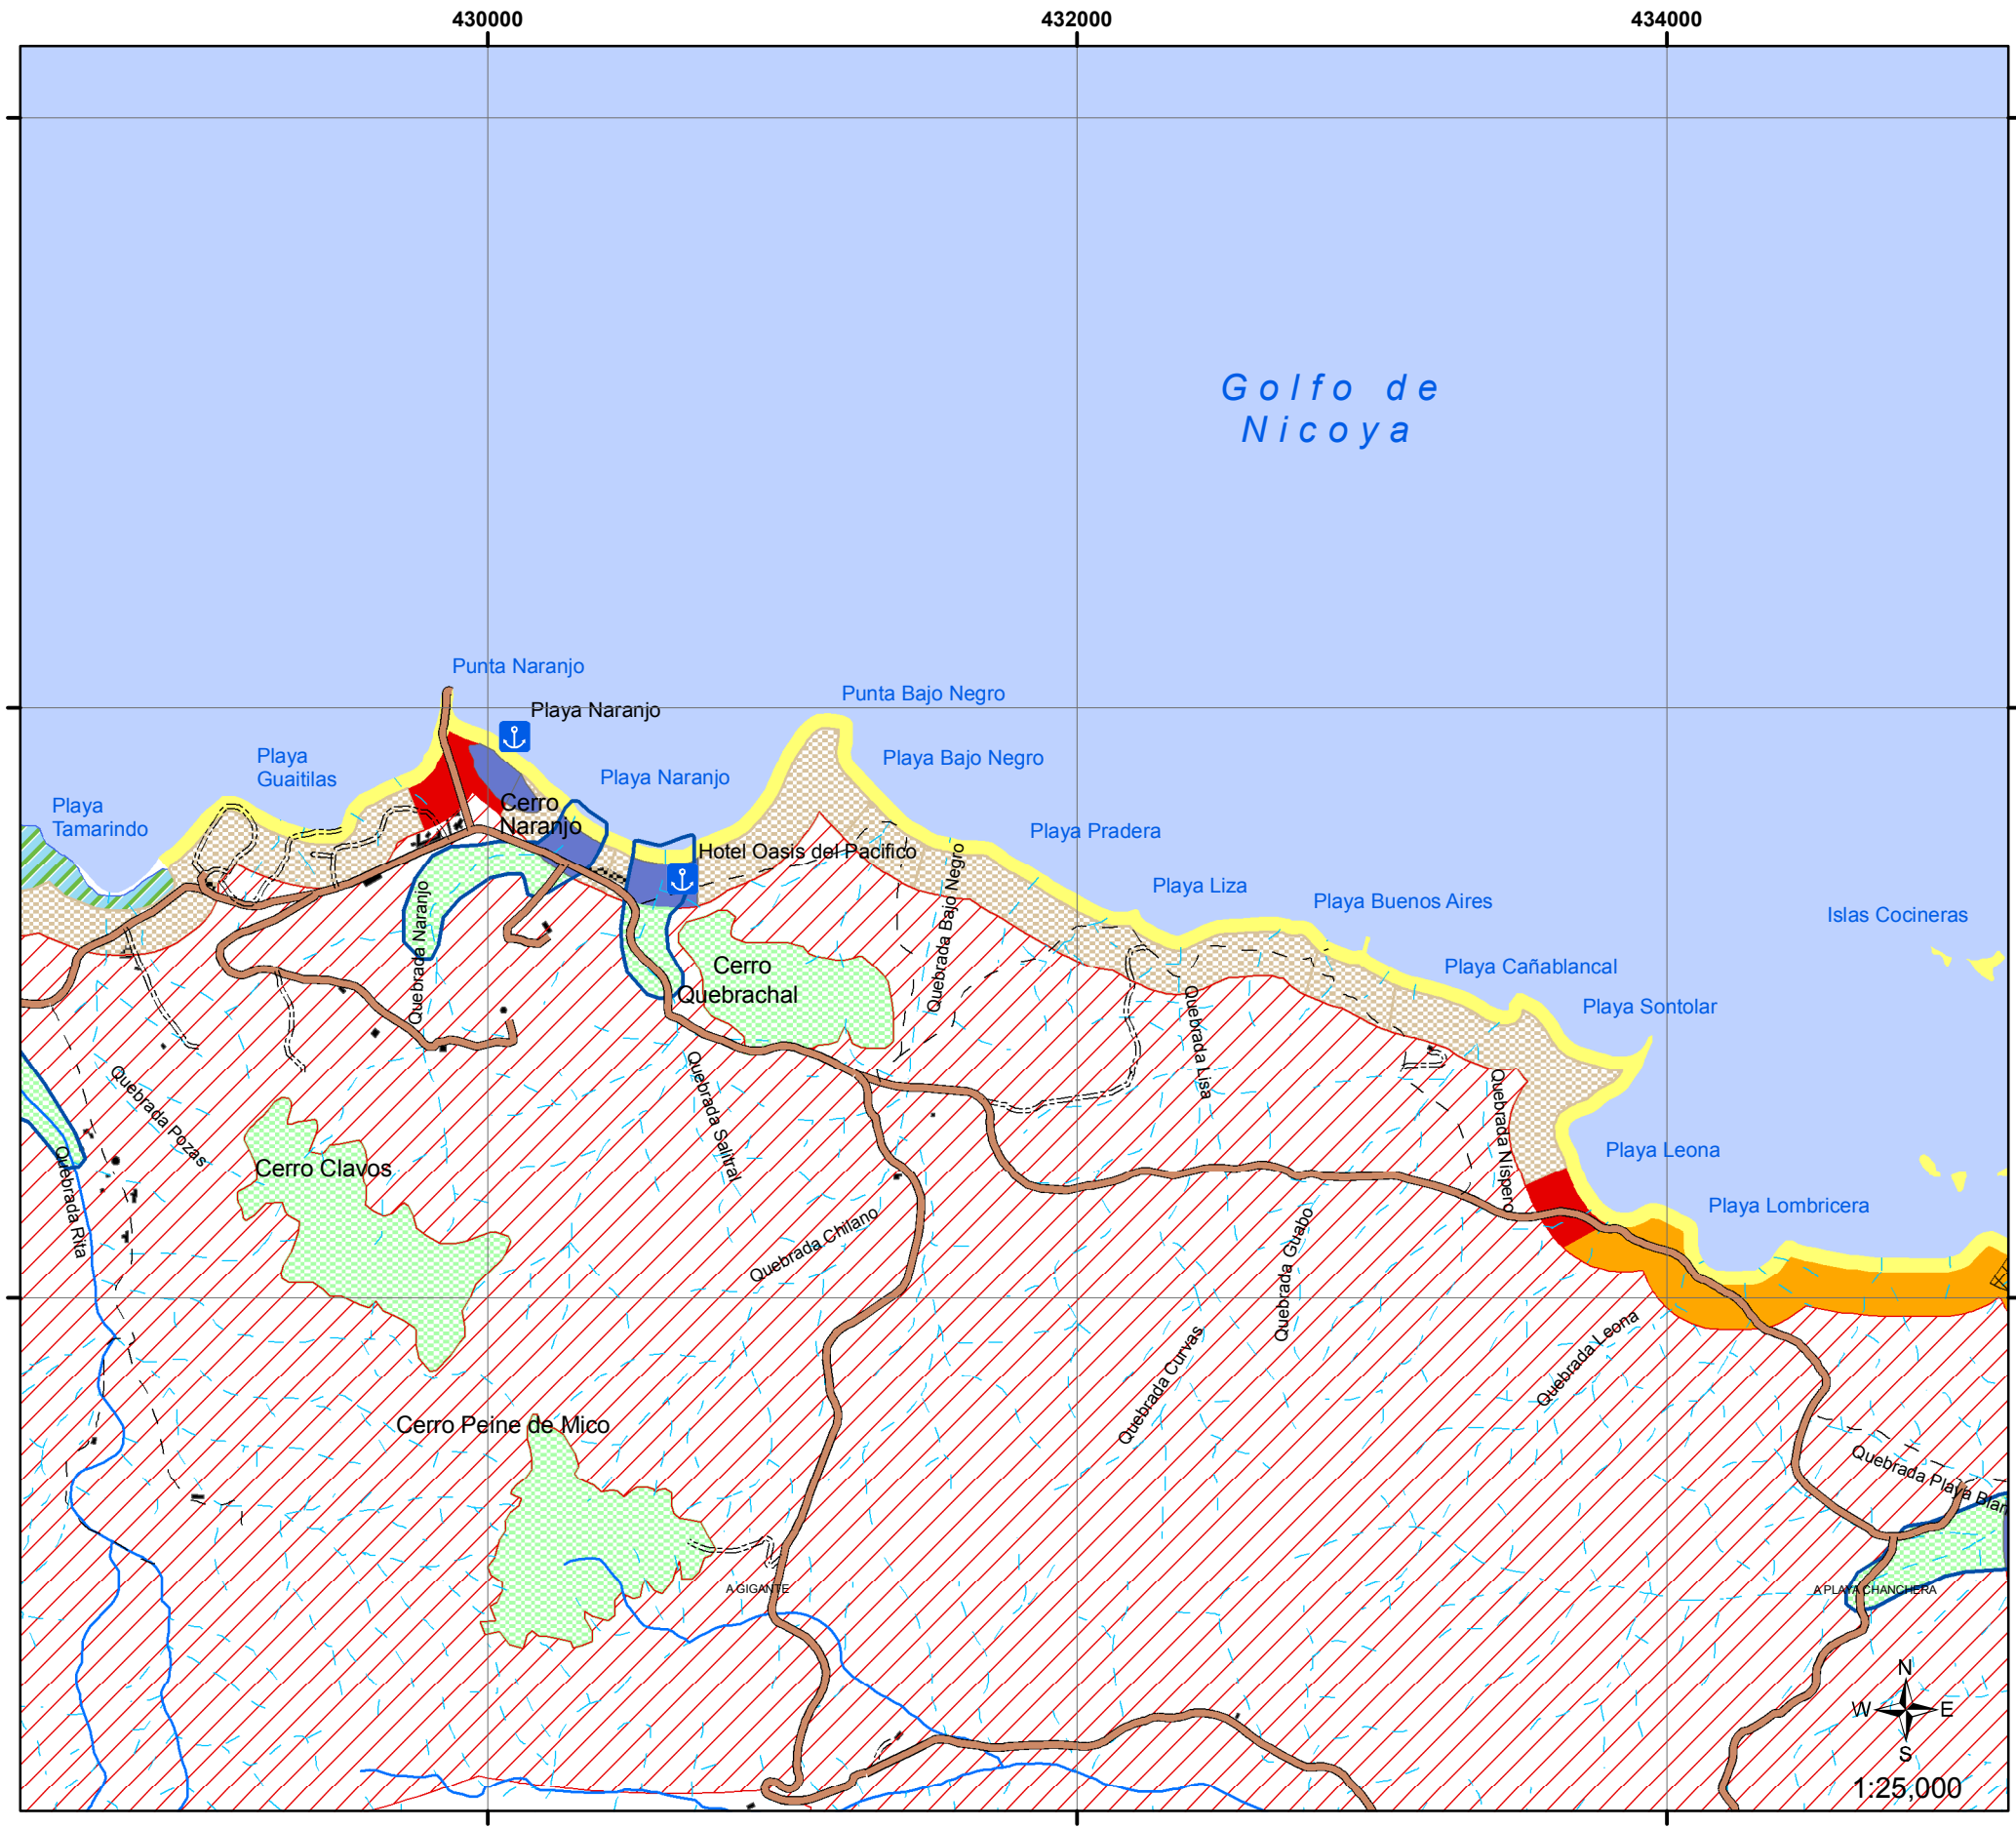 430000
432000
434000
Golfo de
Nicoya
Punta Naranjo
Playa Naranjo
Punta Bajo Negro
Playa
Guaitilas
Playa Naranjo
Playa Bajo Negro
Playa
Tamarindo
Cerro
Naranjo
Playa Pradera
Hotel Oasis del Pacifico
Playa Liza
Playa Buenos Aires
Islas Cocineras
Quebrada Naranjo
Quebrada Bajo Negro
Cerro
Quebrachal
Playa Cañablancal
Playa Sontolar
Quebrada Lisa
Quebrada Pozas
Quebrada Salitral
Quebrada Nispero
Playa Leona
Quebrada Rita
Cerro Clavos
Playa Lombricera
Quebrada Chilano
Quebrada Guabo
Quebrada Curvas
Quebrada Leona
Cerro Peine de Mico
Quebrada Playa Blan
A GIGANTE
A PLAYA CHANCHERA
N
W E
S
1:25,000